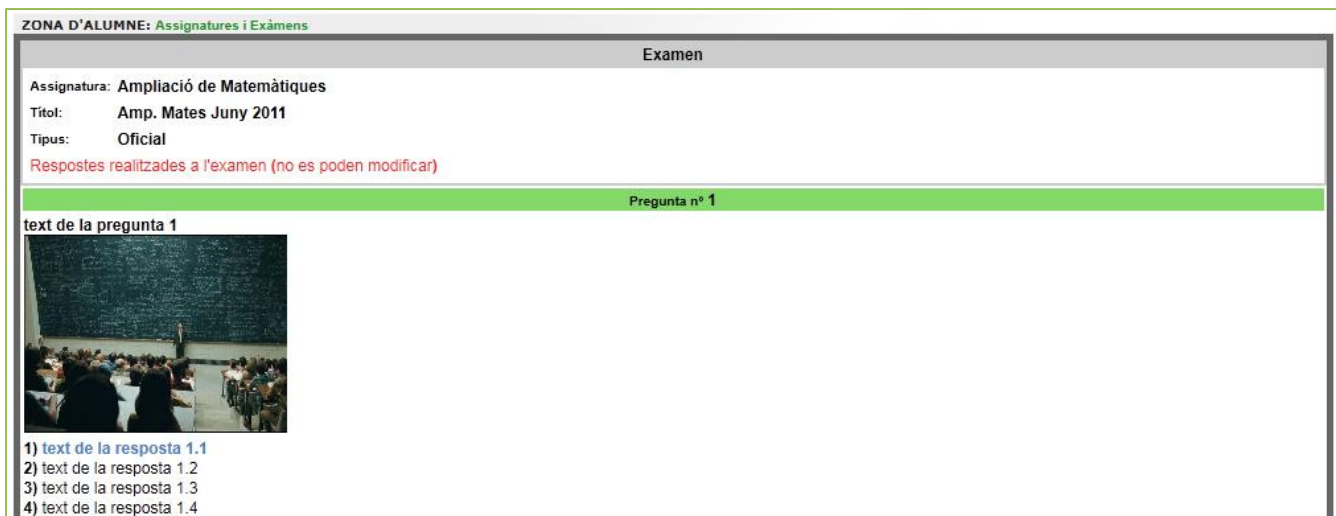 ZONA D'ALUMNE: Assignatures i Exàmens
Examen
Assignatura: Ampliació de Matemàtiques
Títol: Amp. Mates Juny 2011
Tipus: Oficial
Respostes realitzades a l'examen (no es poden modificar)
Pregunta nº 1
text de la pregunta 1
1) text de la resposta 1.1
2) text de la resposta 1.2
3) text de la resposta 1.3
4) text de la resposta 1.4